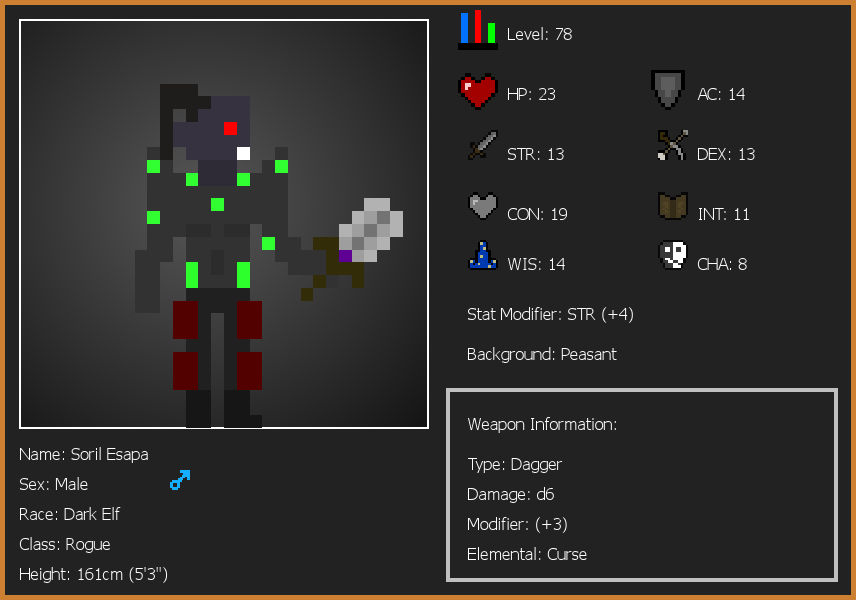 Level: 78
HP: 23
AC: 14
STR: 13
DEX: 13
CON: 19
INT: 11
WIS: 14
CHA: 8
Stat Modifier: STR (+4)
Background: Peasant
Weapon Information:
Type: Dagger
Damage: d6
Modifier: (+3)
Elemental: Curse
Name: Soril Esapa
Sex: Male
Race: Dark Elf
Class: Rogue
Height: 161cm (5'3")